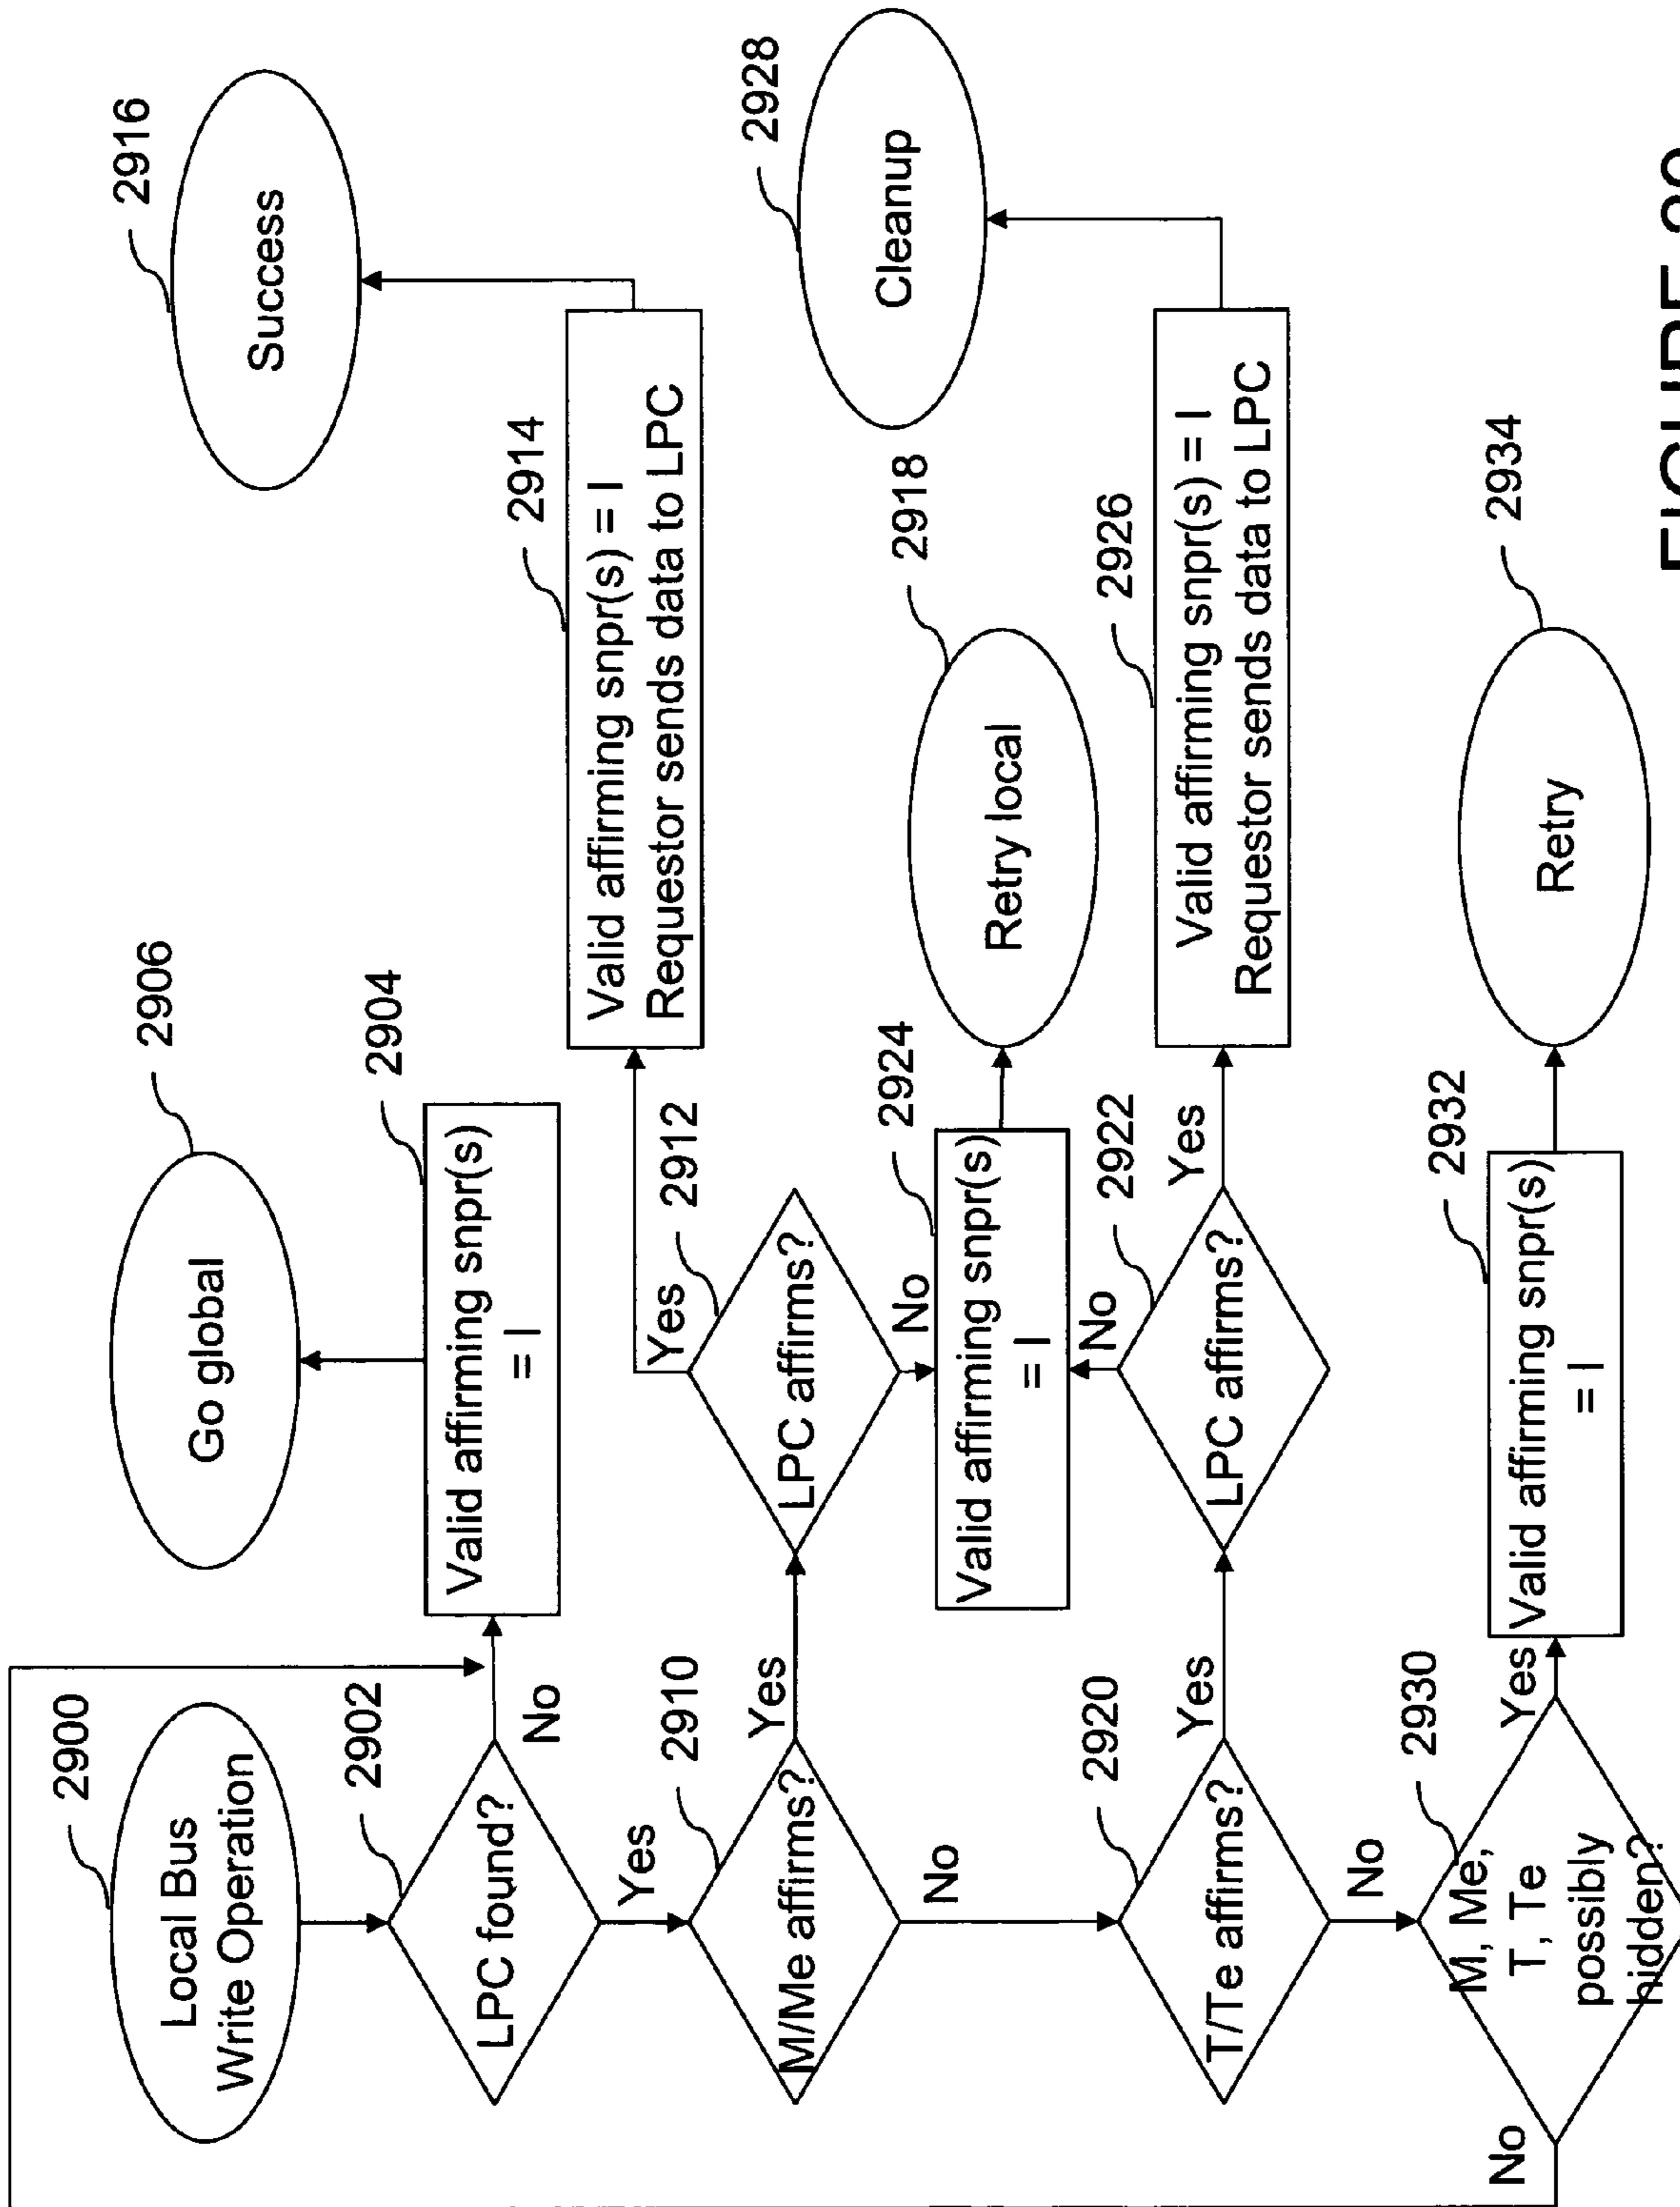 2900
Local Bus
Write Operation
2902
LPC found?
No
Yes
2904
Valid affirming snpr(s)
= I
2906
Go global
2910
M/Me affirms?
Yes
No
2912
LPC affirms?
Yes
No
2914
Valid affirming snpr(s) = I
Requestor sends data to LPC
2916
Success
2924
Valid affirming snpr(s)
= I
2918
Retry local
2920
T/Te affirms?
Yes
No
2922
LPC affirms?
No
Yes
2926
Valid affirming snpr(s) = I
Requestor sends data to LPC
2928
Cleanup
2930
M, Me,
T, Te
possibly
hidden?
Yes
No
2932
Valid affirming snpr(s)
= I
2934
Retry
FIGURE